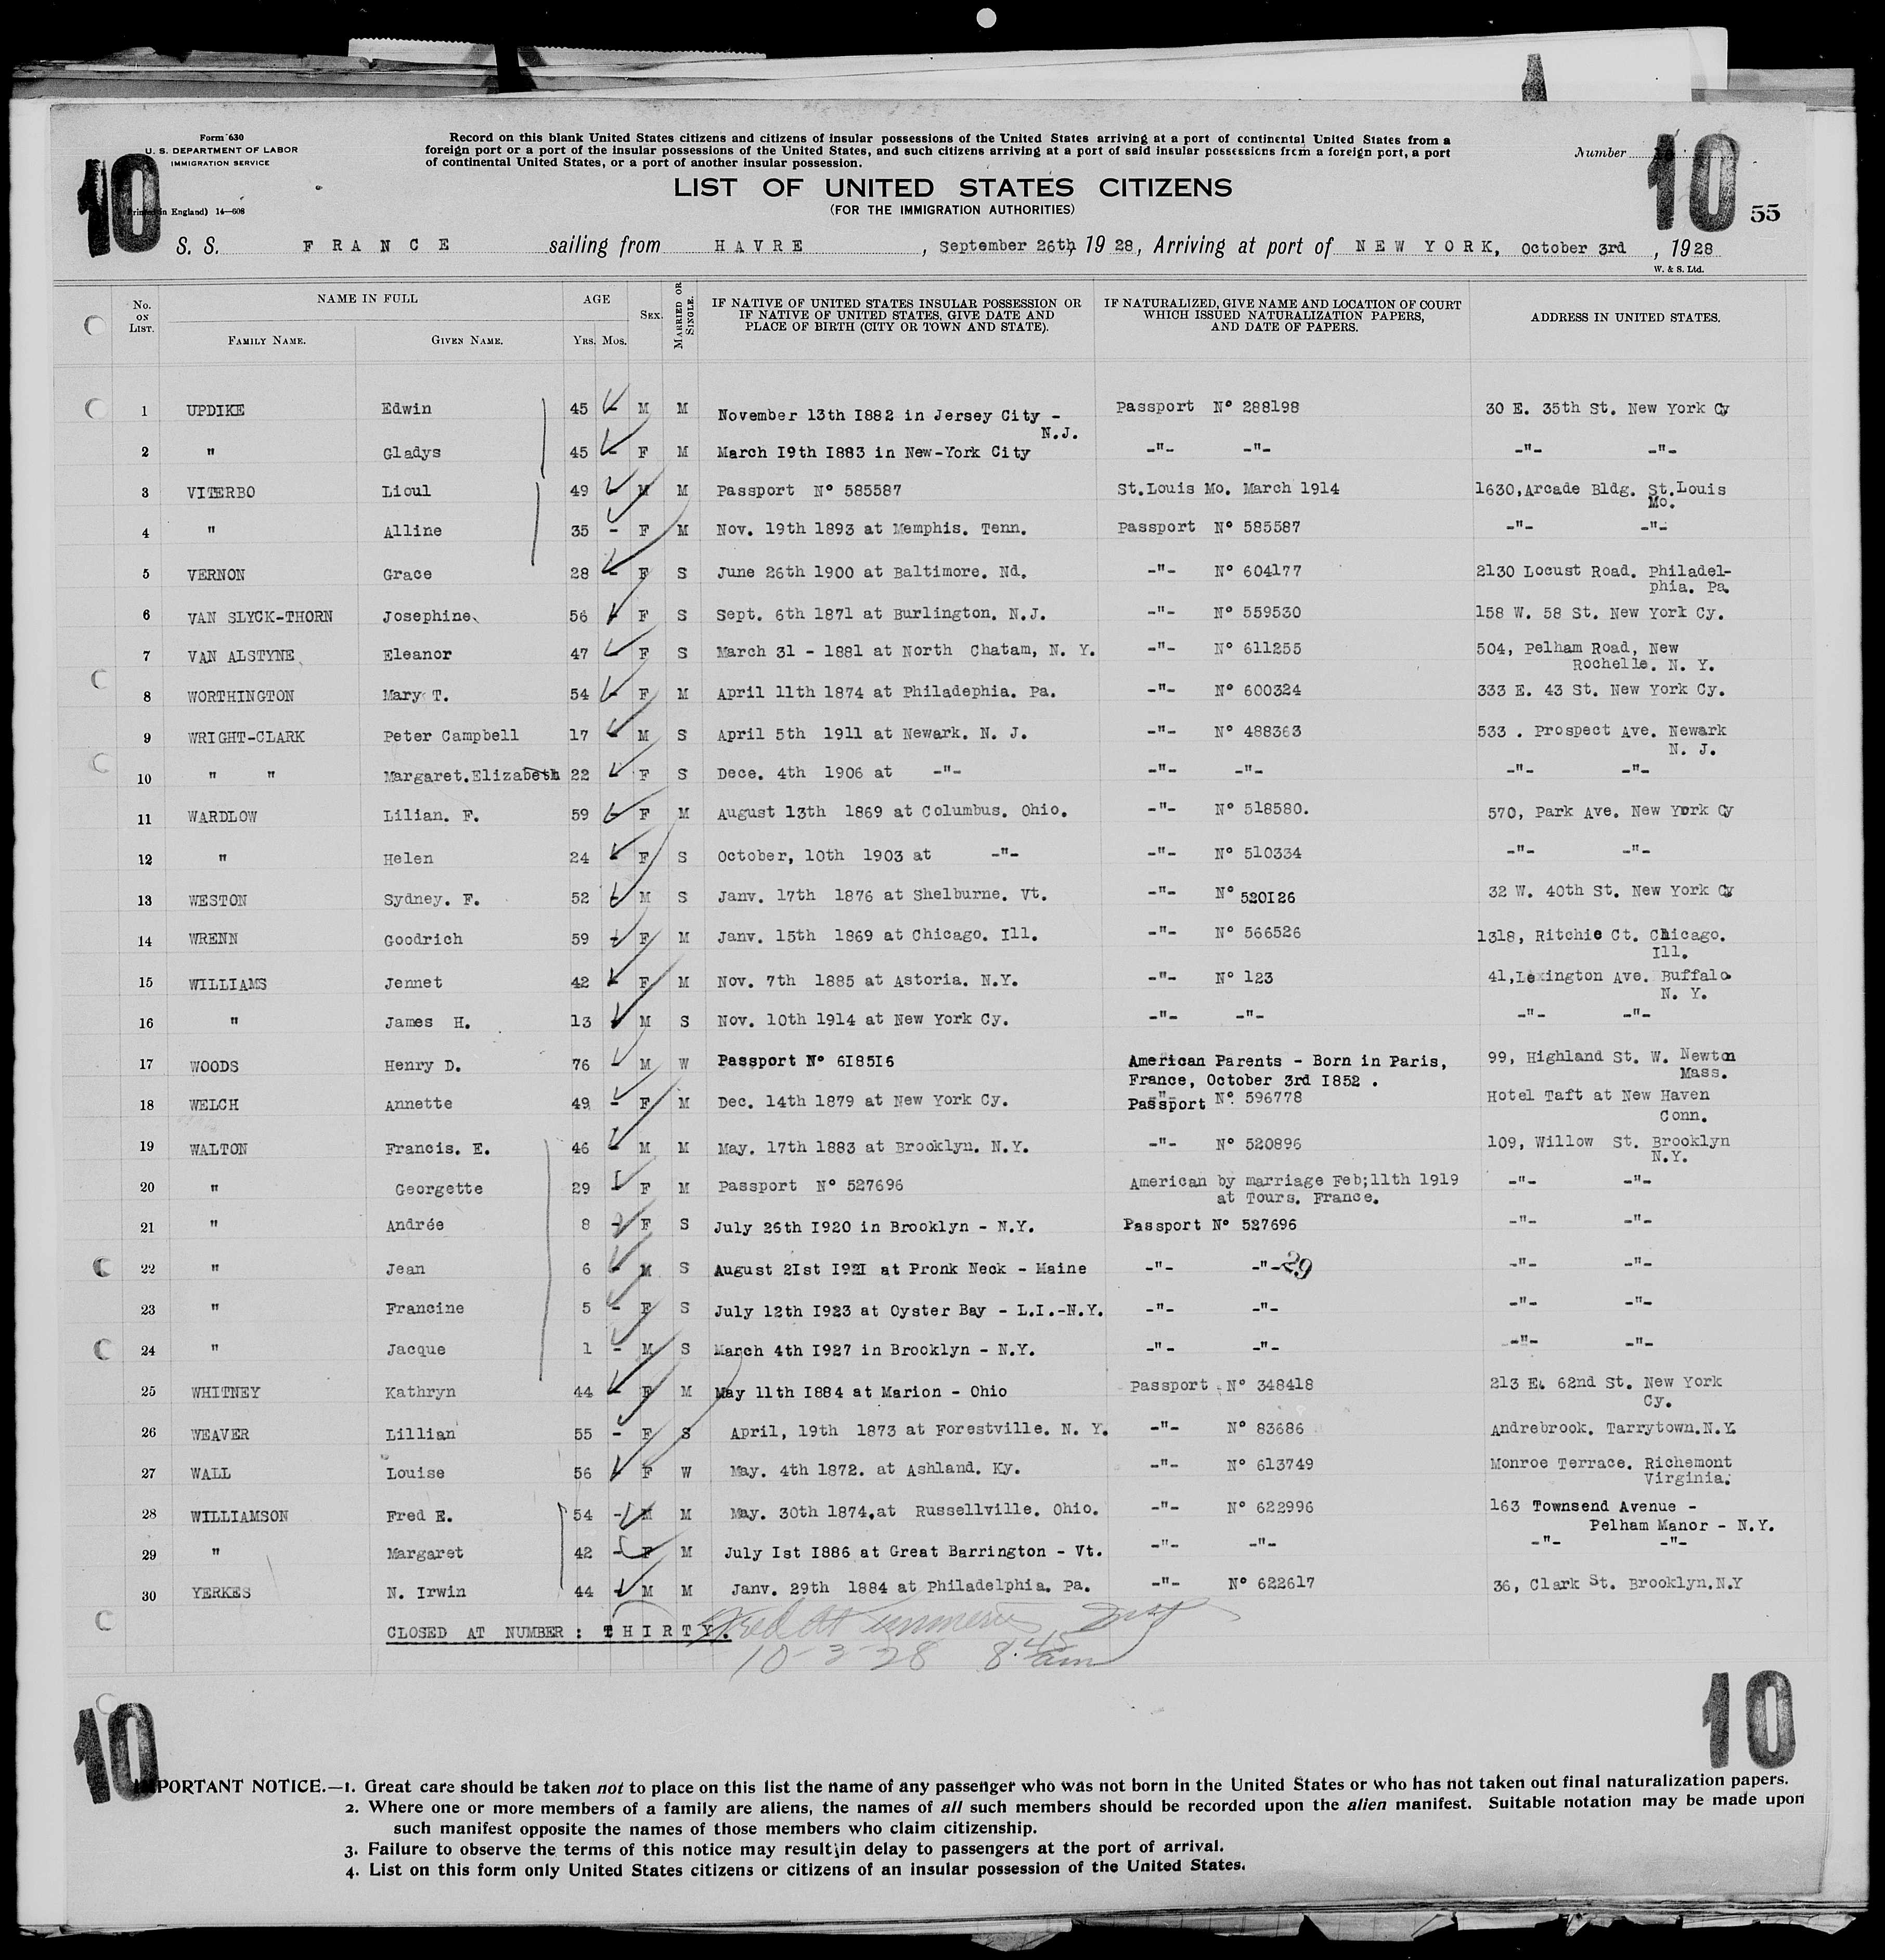 Form 630
U. S. DEPARTMENT OF LABOR
IMMIGRATION SERVICE
in England) 14—608
10
Record on this blank United States citizens and citizens of insular possessions of the United States arriving at a port of continental United States from a
foreign port or a port of the insular possessions of the United States, and such citizens arriving at a port of said insular possessions from a foreign port, a port
of continental United States, or a port of another insular possession.
Number
10
55
LIST OF UNITED STATES CITIZENS
(FOR THE IMMIGRATION AUTHORITIES)
S. S. FRANCE sailing from HAVRE, September 26th, 1928, Arriving at port of NEW YORK, October 3rd, 1928
W. & S. Ltd.
No. ON LIST. NAME IN FULL FAMILY NAME. GIVEN NAME. AGE YRS. MOS. SEX. MARRIED OR SINGLE. IF NATIVE OF UNITED STATES INSULAR POSSESSION OR IF NATIVE OF UNITED STATES, GIVE DATE AND PLACE OF BIRTH (CITY OR TOWN AND STATE). IF NATURALIZED, GIVE NAME AND LOCATION OF COURT WHICH ISSUED NATURALIZATION PAPERS, AND DATE OF PAPERS. ADDRESS IN UNITED STATES.
1 UPDIKE Edwin 45 - M M November 13th I882 in Jersey City - N.J. Passport N° 288198 30 E. 35th St. New York Cy
2 " Gladys 45 - F M March I9th I883 in New-York City -"- -"- -"- -"-
3 VITERBO Lioul 49 - M M Passport N° 585587 St.Louis Mo. March 1914 1630,Arcade Bldg. St.Louis Mo.
4 " Alline 35 - F M Nov. 19th 1893 at Memphis. Tenn. Passport N° 585587 -"- -"-
5 VERNON Grace 28 - F S June 26th 1900 at Baltimore. Nd. -"- N° 604177 2130 Locust Road. Philadel-phia. Pa.
6 VAN SLYCK-THORN Josephine 56 - F S Sept. 6th 1871 at Burlington. N.J. -"- N° 559530 158 W. 58 St. New York Cy.
7 VAN ALSTYNE Eleanor 47 - F S March 31 - 1881 at North Chatam, N. Y. -"- N° 611255 504, Pelham Road, New Rochelle. N. Y.
8 WORTHINGTON Mary T. 54 - F M April 11th 1874 at Philadephia. Pa. -"- N° 600324 333 E. 43 St. New York Cy.
9 WRIGHT-CLARK Peter Campbell 17 - M S April 5th 1911 at Newark. N. J. -"- N° 488363 533 . Prospect Ave. Newark N. J.
10 " " Margaret.Elizabeth 22 - F S Dece. 4th 1906 at -"- -"- -"- -"- -"-
11 WARDLOW Lilian. F. 59 - F M August 13th 1869 at Columbus. Ohio. -"- N° 518580. 570, Park Ave. New York Cy
12 " Helen 24 - F S October, 10th 1903 at -"- -"- N° 510334 -"- -"-
13 WESTON Sydney. F. 52 - M S Janv. 17th 1876 at Shelburne. Vt. -"- N° 520I26 32 W. 40th St. New York Cy
14 WRENN Goodrich 59 - F M Janv. 15th 1869 at Chicago. Ill. -"- N° 566526 1318, Ritchie Ct. Chicago. Ill.
15 WILLIAMS Jennet 42 - F M Nov. 7th 1885 at Astoria. N.Y. -"- N° 123 41,Lexington Ave. Buffalo N. Y.
16 " James H. 13 M S Nov. 10th 1914 at New York Cy. -"- -"- -"- -"-
17 WOODS Henry D. 76 - M W Passport N° 6I85I6 American Parents - Born in Paris, France, October 3rd I852 . 99, Highland St. W. Newton Mass.
18 WELCH Annette 49 - F M Dec. 14th 1879 at New York Cy. Passport N° 596778 Hotel Taft at New Haven Conn.
19 WALTON Francis. E. 46 - M M May. 17th 1883 at Brooklyn. N.Y. -"- N° 520896 109, Willow St. Brooklyn N.Y.
20 " Georgette 29 - F M Passport N° 527696 American by marriage Feb;11th 1919 at Tours. France. -"- -"-
21 " Andrée 8 - F S July 26th I920 in Brooklyn - N.Y. Passport N° 527696 -"- -"-
22 " Jean 6 - M S August 2Ist I92I at Pronk Neck - Maine -"- -"- 29 -"- -"-
23 " Francine 5 - F S July 12th I923 at Oyster Bay - L.I.-N.Y. -"- -"- -"- -"-
24 " Jacque 1 - M S March 4th I927 in Brooklyn - N.Y. -"- -"- -"- -"-
25 WHITNEY Kathryn 44 - F M May 11th I884 at Marion - Ohio Passport N° 348418 213 E. 62nd St. New York Cy.
26 WEAVER Lillian 55 - F S April, 19th 1873 at Forestville. N. Y. -"- N° 83686 Andrebrook. Tarrytown.N.Y.
27 WALL Louise 56 - F W May. 4th 1872. at Ashland. Ky. -"- N° 613749 Monroe Terrace. Richemont Virginia.
28 WILLIAMSON Fred E. 54 - M M May. 30th 1874,at Russellville. Ohio. -"- N° 622996 163 Townsend Avenue - Pelham Manor - N.Y.
29 " Margaret 42 - F M July Ist I886 at Great Barrington - Vt. -"- -"- -"- -"-
30 YERKES N. Irwin 44 - M M Janv. 29th 1884 at Philadelphia. Pa. -"- N° 622617 36, Clark St. Brooklyn.N.Y
CLOSED AT NUMBER : THIRTY.
10-3-28 8.45 am
10
10
IMPORTANT NOTICE.—1. Great care should be taken not to place on this list the name of any passenger who was not born in the United States or who has not taken out final naturalization papers.
2. Where one or more members of a family are aliens, the names of all such members should be recorded upon the alien manifest. Suitable notation may be made upon
such manifest opposite the names of those members who claim citizenship.
3. Failure to observe the terms of this notice may result in delay to passengers at the port of arrival.
4. List on this form only United States citizens or citizens of an insular possession of the United States.